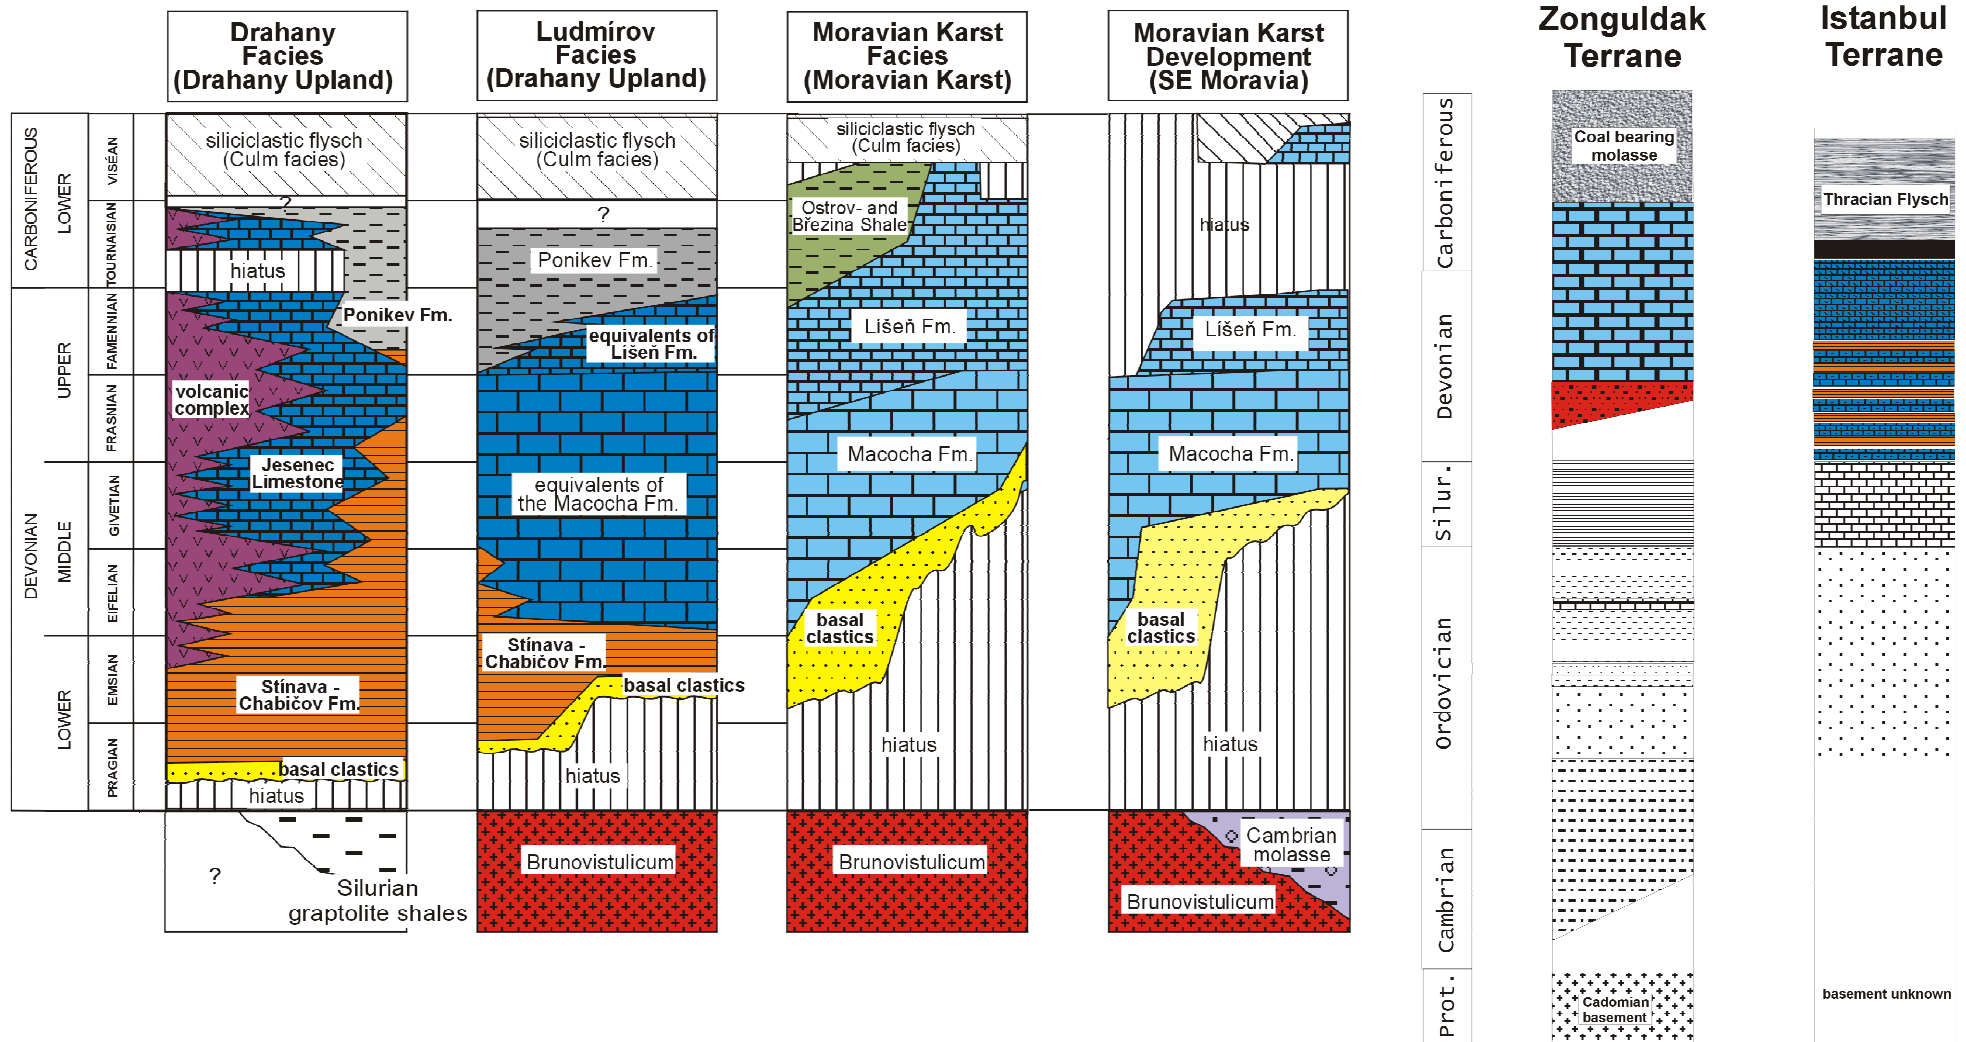 Drahany
Facies
(Drahany Upland)
Ludmírov
Facies
(Drahany Upland)
Moravian Karst
Facies
(Moravian Karst)
Moravian Karst
Development
(SE Moravia)
Zonguldak
Terrane
Istanbul
Terrane
CARBONIFEROUS
LOWER
VISÉAN
TOURNAISIAN
DEVONIAN
UPPER
FAMENNIAN
FRASNIAN
MIDDLE
GIVETIAN
EIFELIAN
LOWER
EMSIAN
PRAGIAN
siliciclastic flysch
(Culm facies)
?
hiatus
Ponikev Fm.
volcanic
complex
Jesenec
Limestone
Stínava -
Chabičov Fm.
basal clastics
hiatus
?
Silurian
graptolite shales
siliciclastic flysch
(Culm facies)
?
Ponikev Fm.
equivalents of
Líšeň Fm.
equivalents of
the Macocha Fm.
Stínava -
Chabičov Fm.
basal clastics
hiatus
Brunovistulicum
siliciclastic flysch
(Culm facies)
Ostrov- and
Březina Shale
Líšeň Fm.
Macocha Fm.
basal
clastics
hiatus
Brunovistulicum
hiatus
Líšeň Fm.
Macocha Fm.
basal
clastics
hiatus
Cambrian
molasse
Brunovistulicum
Carboniferous
Devonian
Silur.
Ordovician
Cambrian
Prot.
Coal bearing
molasse
Cadomian
basement
Thracian Flysch
basement unknown